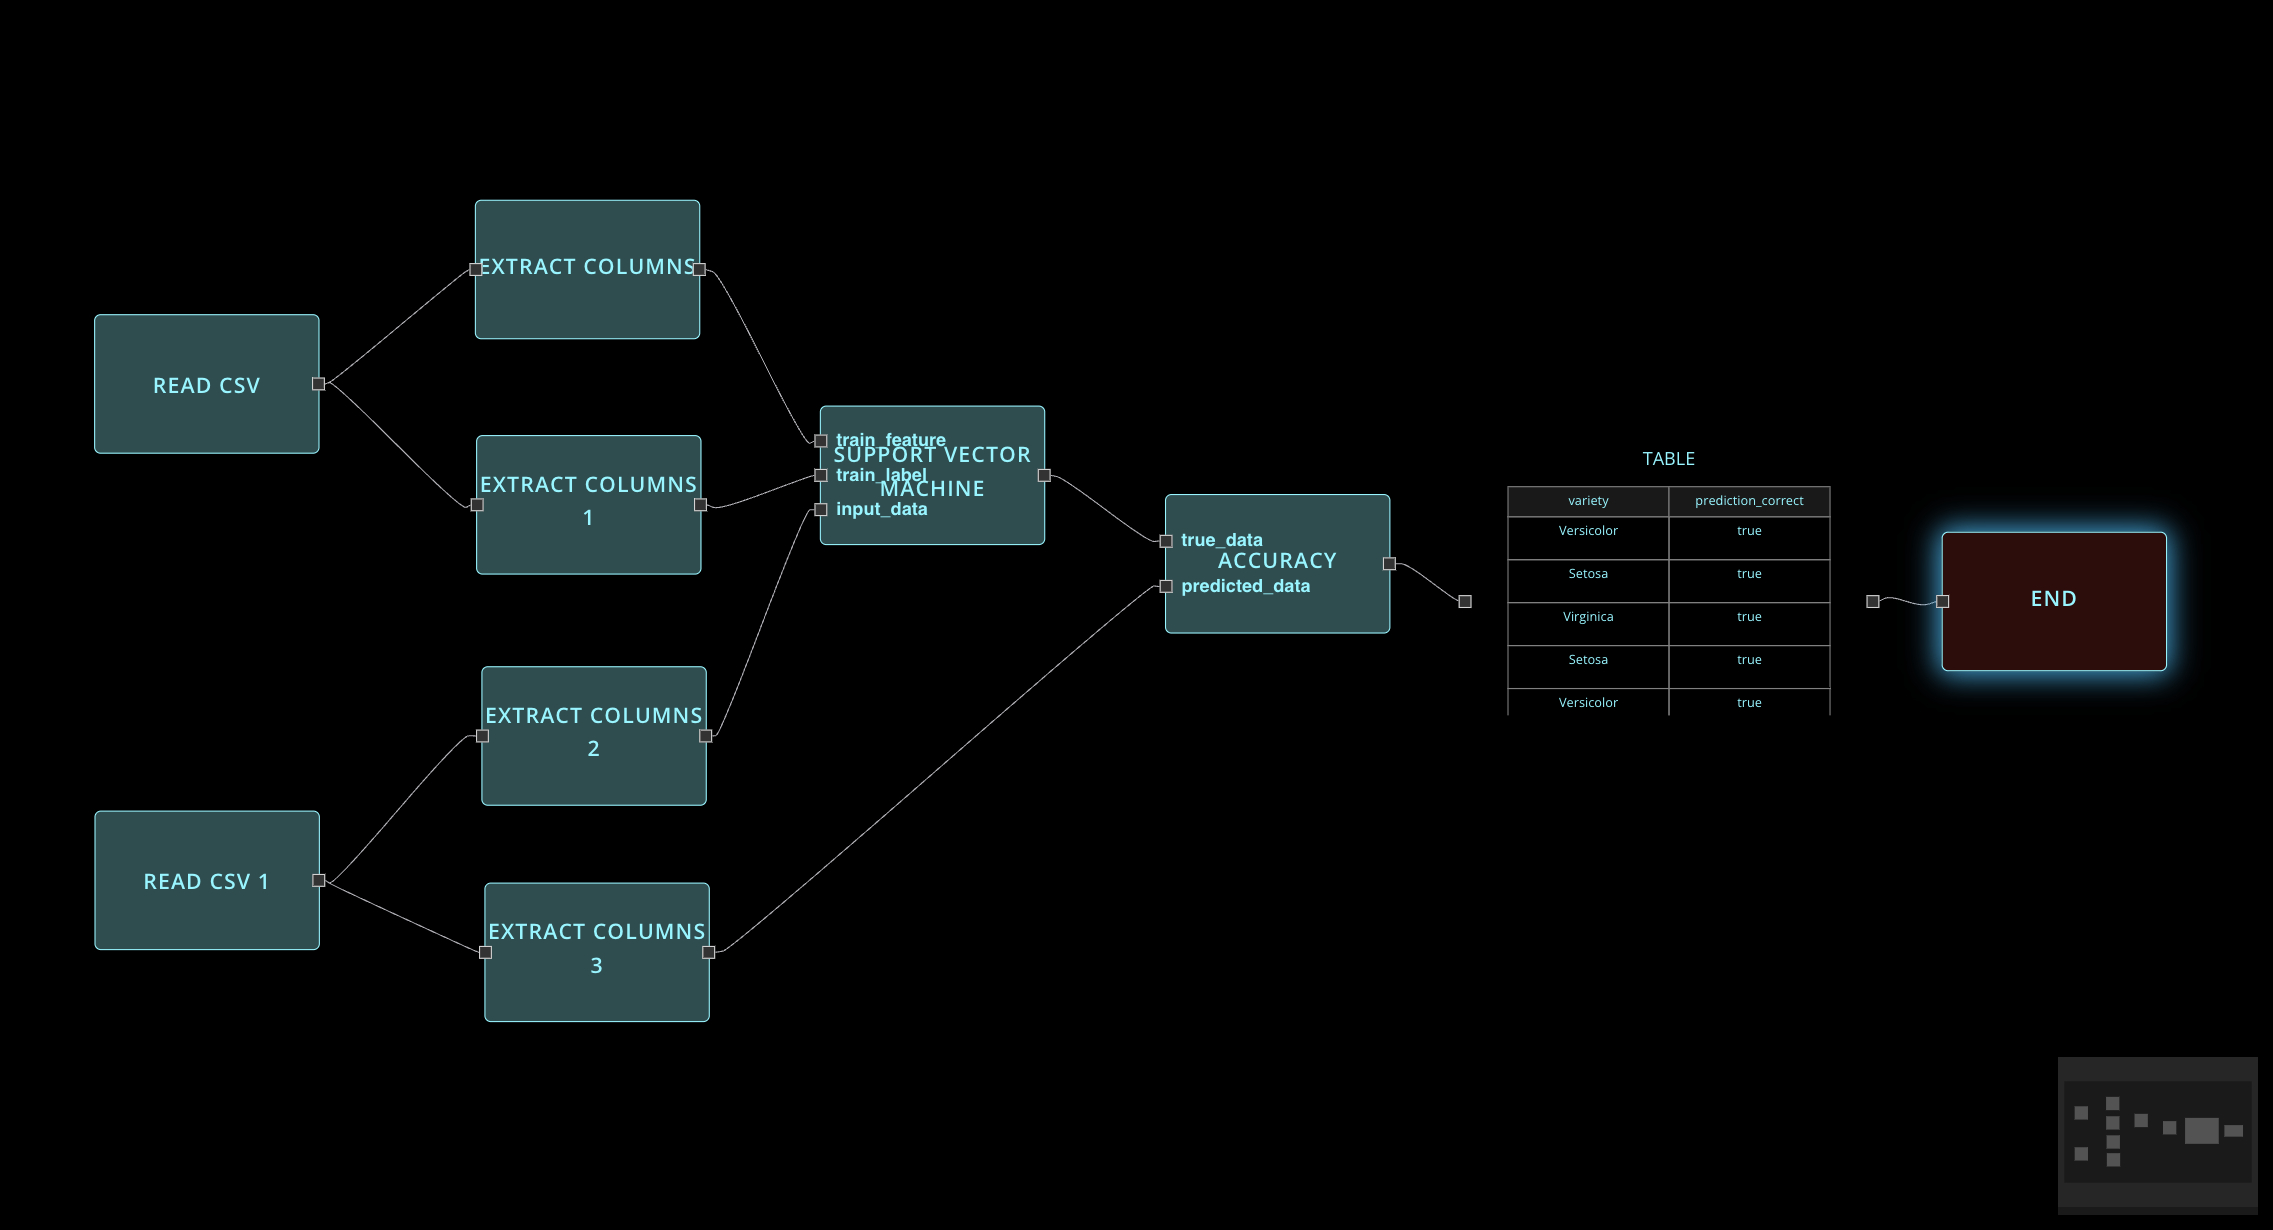 READ CSV
EXTRACT COLUMNS
EXTRACT COLUMNS
1
train_feature
SUPPORT VECTOR
train_label
MACHINE
input_data
EXTRACT COLUMNS
2
READ CSV 1
EXTRACT COLUMNS
3
true_data
ACCURACY
predicted_data
TABLE
variety prediction_correct
Versicolor true
Setosa true
Virginica true
Setosa true
Versicolor true
END